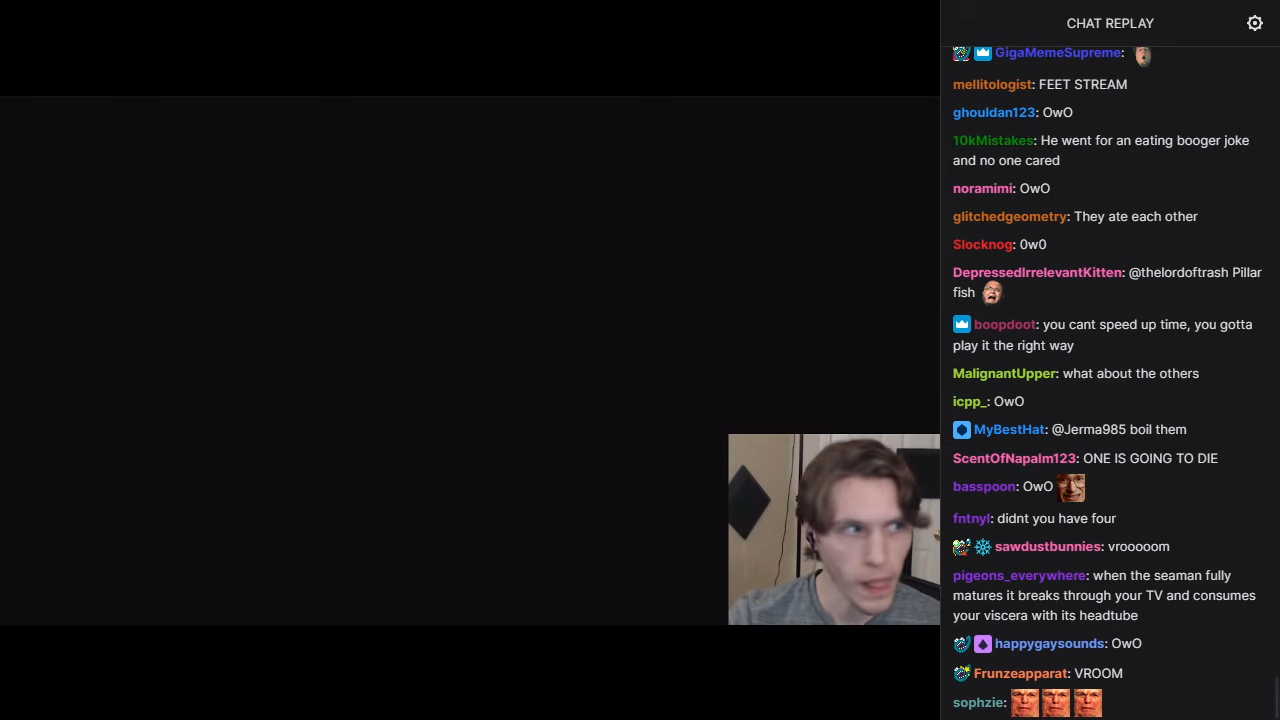 CHAT REPLAY
GigaMemeSupreme:
mellitologist: FEET STREAM
ghouldan123: OwO
10kMistakes: He went for an eating booger joke
and no one cared
noramimi: OwO
glitchedgeometry: They ate each other
Slocknog: 0w0
DepressedIrrelevantKitten: @thelordoftrash Pillar
fish
boopdoot: you cant speed up time, you gotta
play it the right way
MalignantUpper: what about the others
icpp_: OwO
MyBestHat: @Jerma985 boil them
ScentOfNapalm123: ONE IS GOING TO DIE
basspoon: OwO
fntnyl: didnt you have four
sawdustbunnies: vrooooom
pigeons_everywhere: when the seaman fully
matures it breaks through your TV and consumes
your viscera with its headtube
happygaysounds: OwO
Frunzeapparat: VROOM
sophzie: